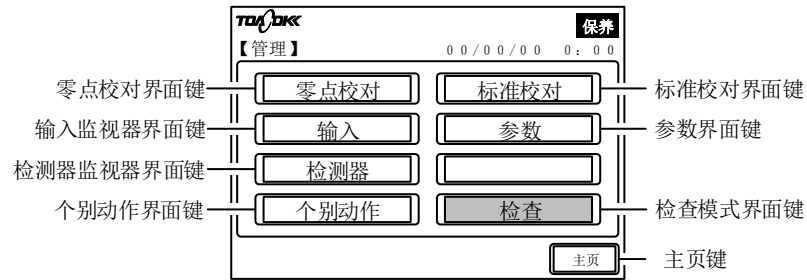 TOADKK
保养
【管理】 00/00/00 0:00
零点校对界面键 零点校对 标准校对 标准校对界面键
输入监视器界面键 输入 参数 参数界面键
检测器监视器界面键 检测器
个别动作界面键 个别动作 检查 检查模式界面键
主页 主页键